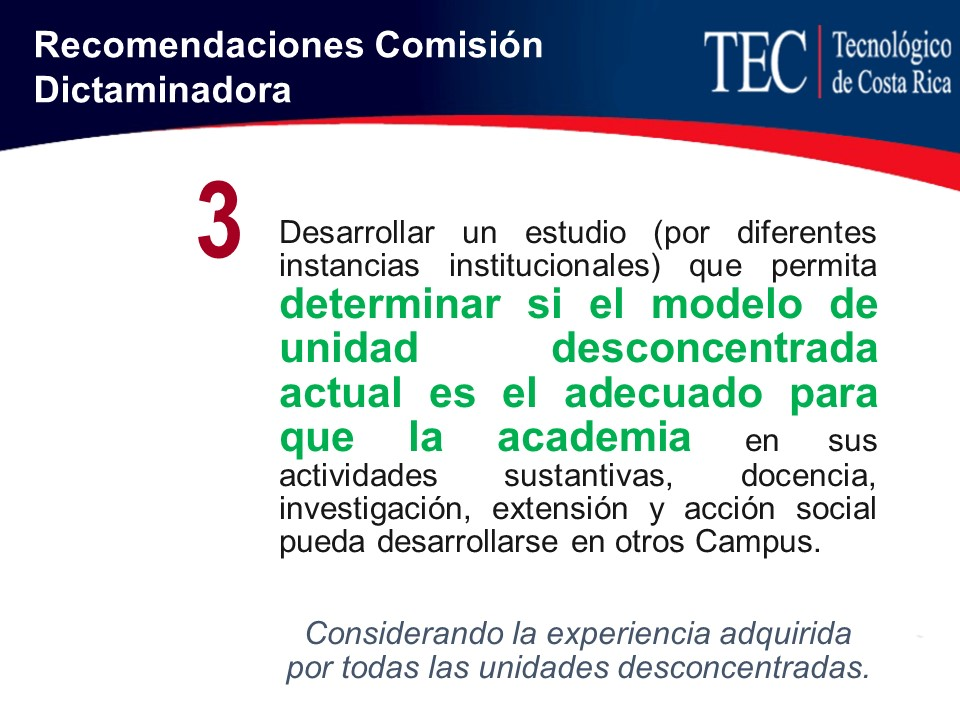 Recomendaciones Comisión
Dictaminadora
TEC | Tecnológico
de Costa Rica
3
Desarrollar un estudio (por diferentes
instancias institucionales) que permita
determinar si el modelo de
unidad desconcentrada
actual es el adecuado para
que la academia en sus
actividades sustantivas, docencia,
investigación, extensión y acción social
pueda desarrollarse en otros Campus.
Considerando la experiencia adquirida
por todas las unidades desconcentradas.